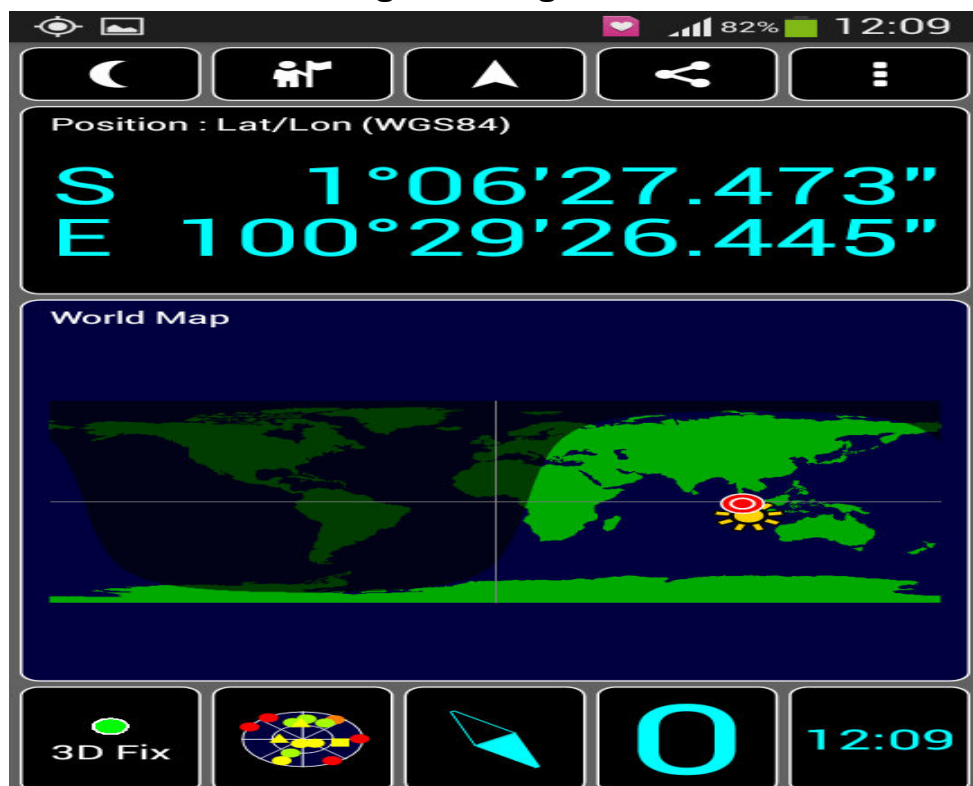 82% 12:09
Position : Lat/Lon (WGS84)
S 1°06'27.473"
E 100°29'26.445"
World Map
3D Fix
0
12:09